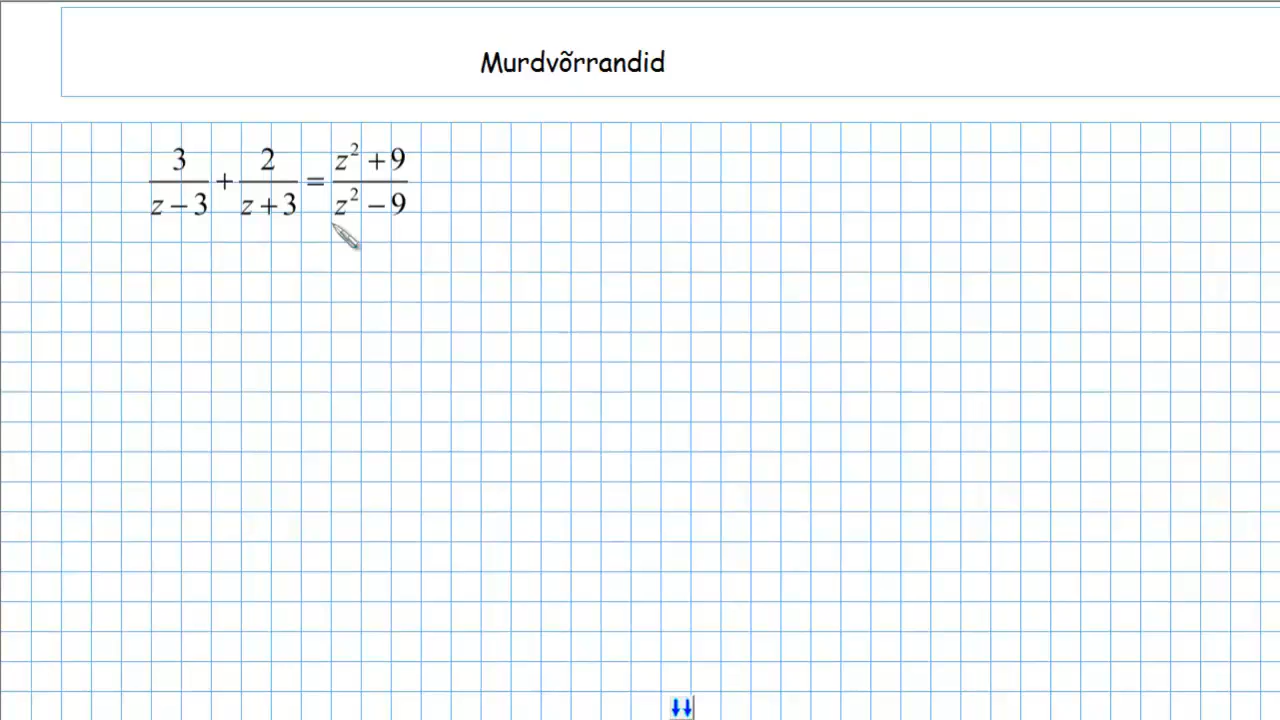 Murdvõrrandid
3/(z − 3) + 2/(z + 3) = (z² + 9)/(z² − 9)